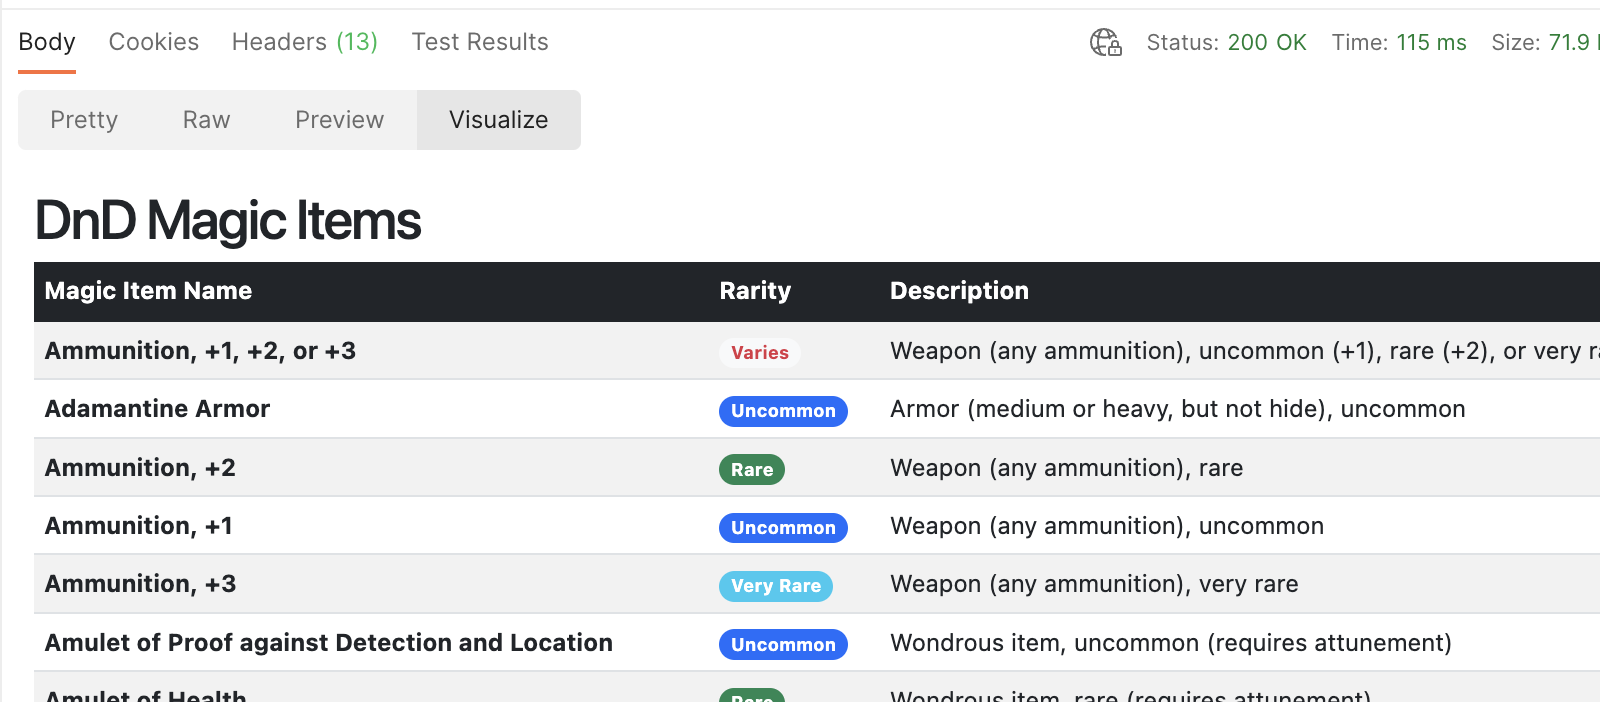 Body Cookies Headers (13) Test Results Status: 200 OK Time: 115 ms Size: 71.9
Pretty Raw Preview Visualize
DnD Magic Items
Magic Item Name Rarity Description
Ammunition, +1, +2, or +3 Varies Weapon (any ammunition), uncommon (+1), rare (+2), or very
Adamantine Armor Uncommon Armor (medium or heavy, but not hide), uncommon
Ammunition, +2 Rare Weapon (any ammunition), rare
Ammunition, +1 Uncommon Weapon (any ammunition), uncommon
Ammunition, +3 Very Rare Weapon (any ammunition), very rare
Amulet of Proof against Detection and Location Uncommon Wondrous item, uncommon (requires attunement)
Amulet of Health Rare Wondrous item, rare (requires attunement)